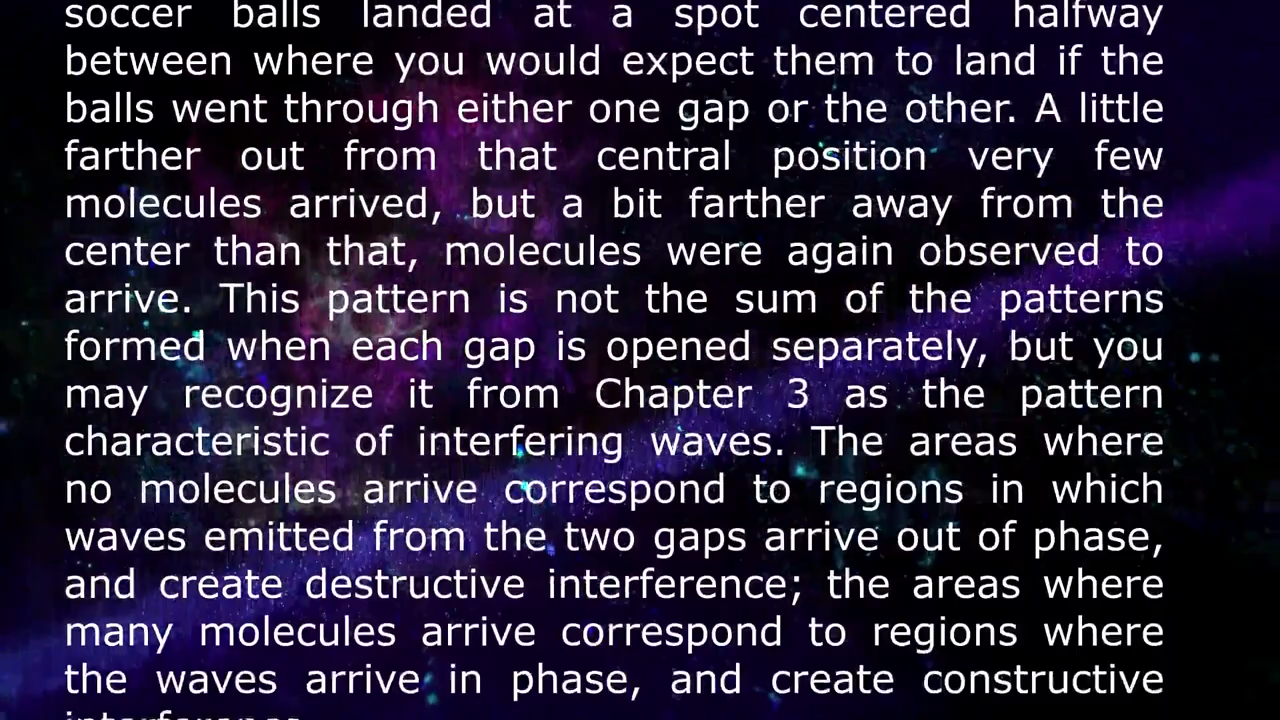 soccer balls landed at a spot centered halfway
between where you would expect them to land if the
balls went through either one gap or the other. A little
farther out from that central position very few
molecules arrived, but a bit farther away from the
center than that, molecules were again observed to
arrive. This pattern is not the sum of the patterns
formed when each gap is opened separately, but you
may recognize it from Chapter 3 as the pattern
characteristic of interfering waves. The areas where
no molecules arrive correspond to regions in which
waves emitted from the two gaps arrive out of phase,
and create destructive interference; the areas where
many molecules arrive correspond to regions where
the waves arrive in phase, and create constructive